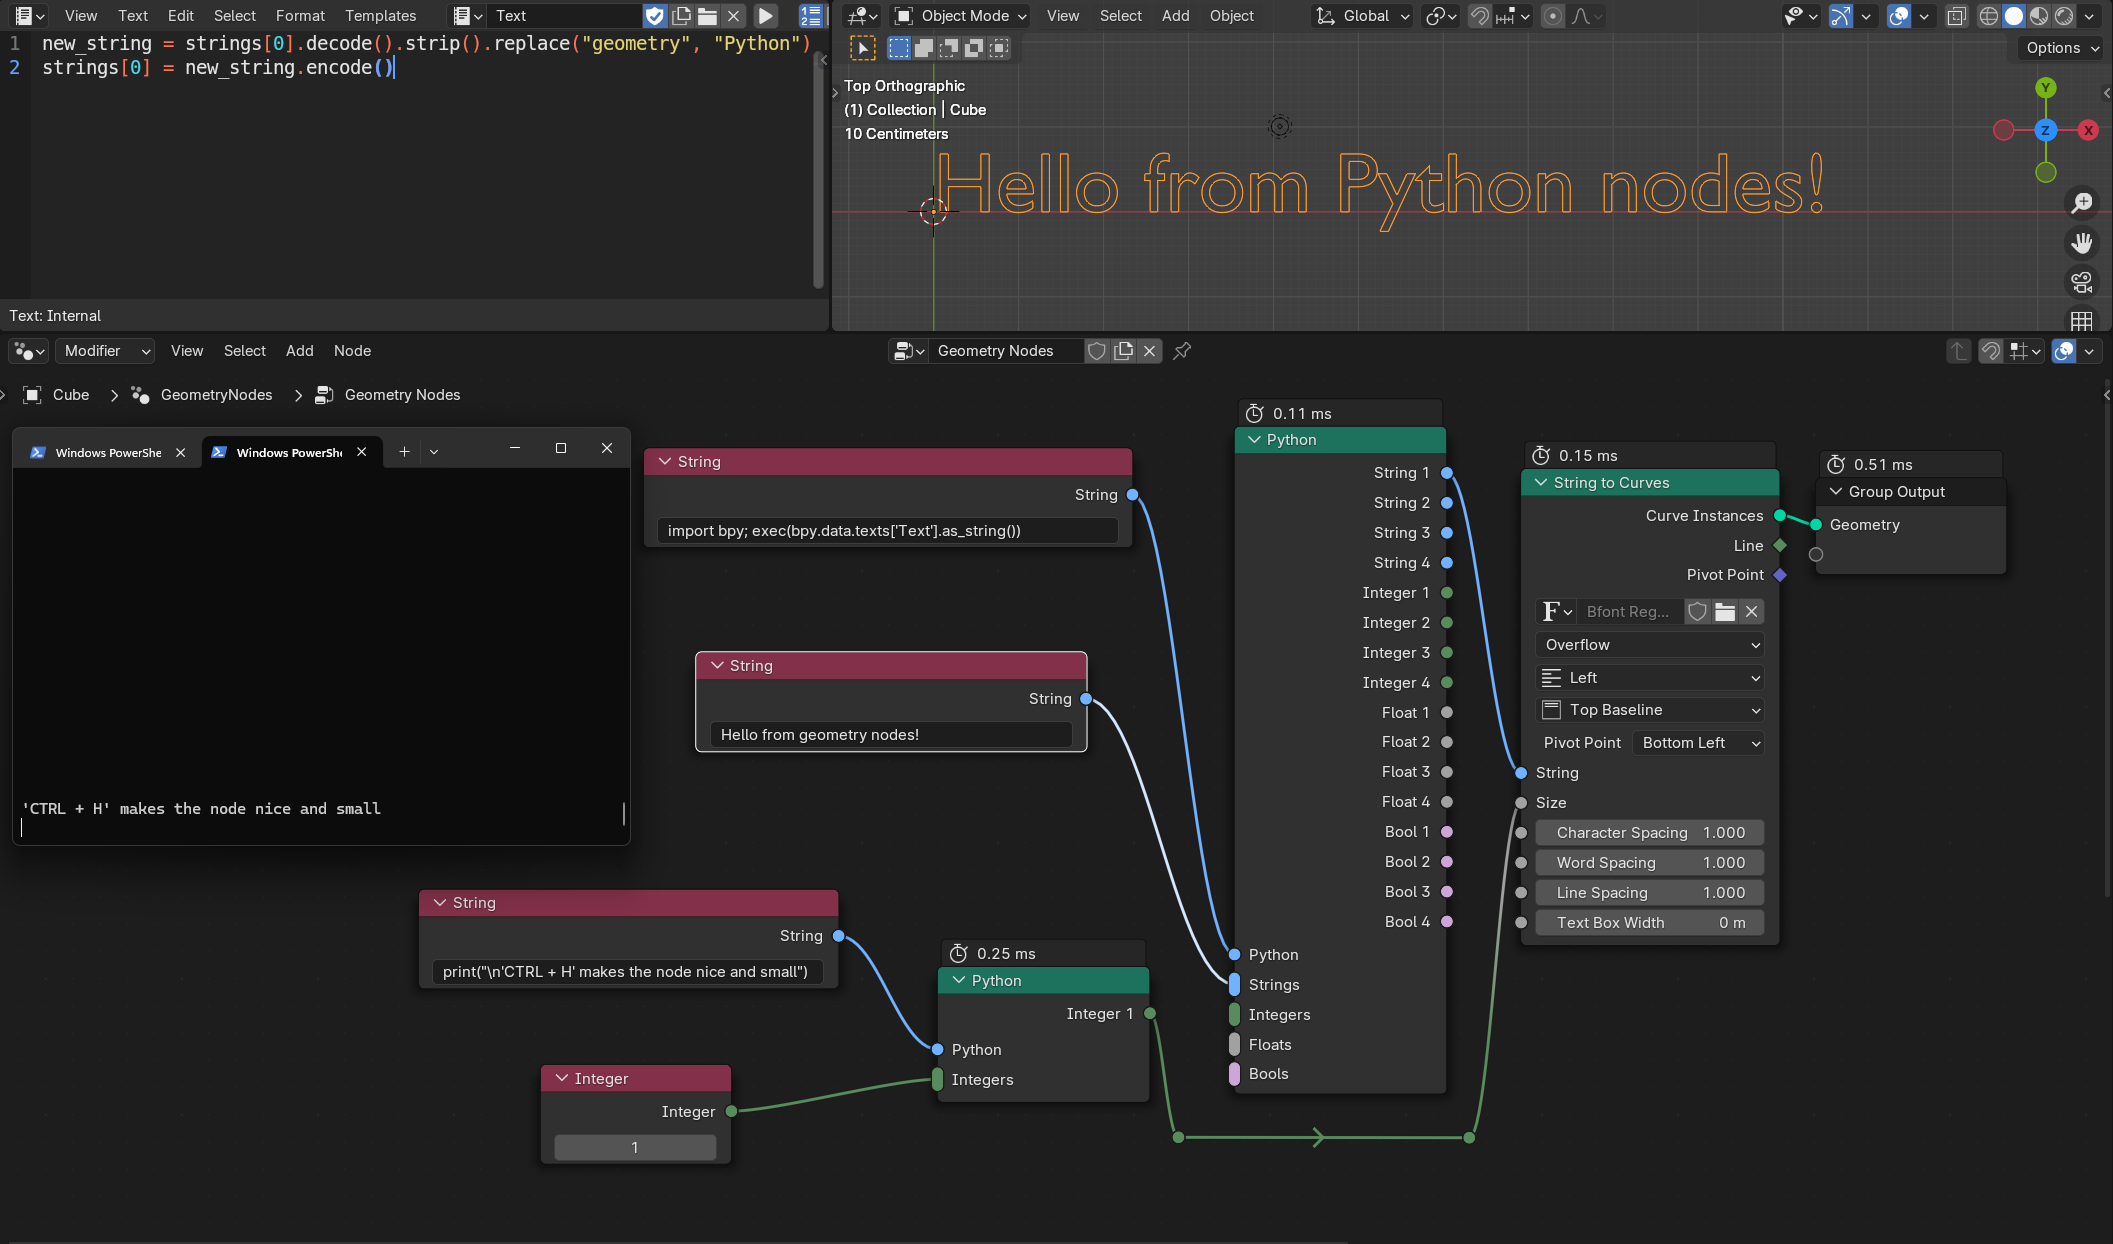 View Text Edit Select Format Templates Text
1 new_string = strings[0].decode().strip().replace("geometry", "Python")
2 strings[0] = new_string.encode()
Text: Internal
Object Mode View Select Add Object Global
Options
Top Orthographic
(1) Collection | Cube
10 Centimeters
Y
Z X
Hello from Python nodes!
Modifier View Select Add Node Geometry Nodes
Cube > GeometryNodes > Geometry Nodes
Windows PowerShe Windows PowerShe
'CTRL + H' makes the node nice and small
String
String
import bpy; exec(bpy.data.texts['Text'].as_string())
String
String
Hello from geometry nodes!
String
String
print("\n'CTRL + H' makes the node nice and small")
Integer
Integer
1
0.25 ms
Python
Integer 1
Python
Integers
0.11 ms
Python
String 1
String 2
String 3
String 4
Integer 1
Integer 2
Integer 3
Integer 4
Float 1
Float 2
Float 3
Float 4
Bool 1
Bool 2
Bool 3
Bool 4
Python
Strings
Integers
Floats
Bools
0.15 ms
String to Curves
Curve Instances
Line
Pivot Point
F Bfont Reg...
Overflow
Left
Top Baseline
Pivot Point Bottom Left
String
Size
Character Spacing 1.000
Word Spacing 1.000
Line Spacing 1.000
Text Box Width 0 m
0.51 ms
Group Output
Geometry